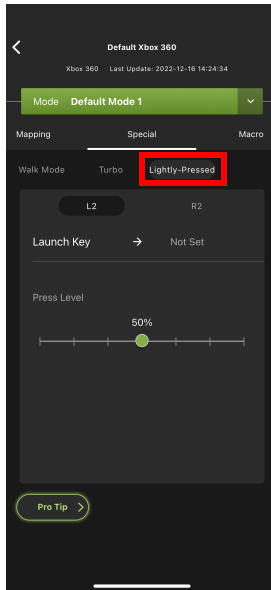 Default Xbox 360
Xbox 360 Last Update: 2022-12-16 14:24:34
Mode Default Mode 1
Mapping Special Macro
Walk Mode Turbo Lightly-Pressed
L2 R2
Launch Key → Not Set
Press Level
50%
Pro Tip